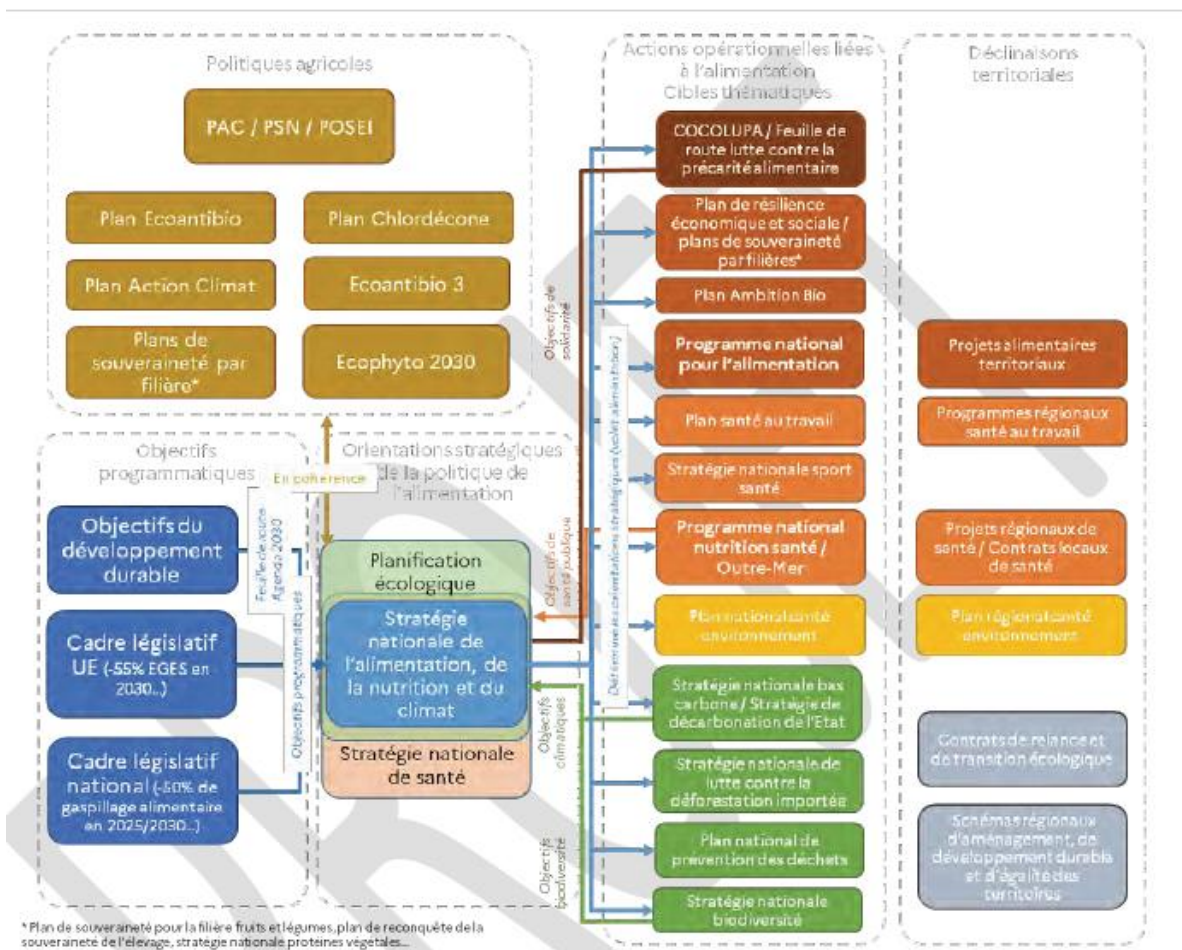 Politiques agricoles
PAC / PSN / POSEI
Plan Ecoantibio
Plan Chlordécone
Plan Action Climat
Ecoantibio 3
Plans de
souveraineté par
filière*
Ecophyto 2030
Objectifs
programmatiques
En cohérence
Feuille de route
Agenda 2030
Objectifs programmatiques
Objectifs du
développement
durable
Cadre législatif
UE (-55% EGES en
2030...)
Cadre législatif
national (-50% de
gaspillage alimentaire
en 2025/2030...)
Orientations stratégiques
de la politique de
l'alimentation
Planification
écologique
Stratégie
nationale de
l'alimentation, de
la nutrition et du
climat
Stratégie nationale
de santé
Objectifs de
solidarité
Objectifs de
santé publique
Objectifs
climatiques
Objectifs
biodiversité
Actions opérationnelles liées
à l'alimentation
Cibles thématiques
COCOLUPA / Feuille de
route lutte contre la
précarité alimentaire
Plan de résilience
économique et sociale /
plans de souveraineté
par filières*
Plan Ambition Bio
Programme national
pour l'alimentation
Plan santé au travail
Stratégie nationale sport
santé
Programme national
nutrition santé /
Outre-Mer
Plan national santé
environnement
Stratégie nationale bas
carbone / Stratégie de
décarbonation de l'Etat
Stratégie nationale de
lutte contre la
déforestation importée
Plan national de
prévention des déchets
Stratégie nationale
biodiversité
orientations stratégiques (volet alimentation)
Déclinaisons
territoriales
Projets alimentaires
territoriaux
Programmes régionaux
santé au travail
Projets régionaux de
santé / Contrats locaux
de santé
Plan régional santé
environnement
Contrats de relance et
de transition écologique
Schémas régionaux
d'aménagement, de
développement durable
et d'égalité des
territoires
* Plan de souveraineté pour la filière fruits et légumes, plan de reconquête de la
souveraineté de l'élevage, stratégie nationale protéines végétales...